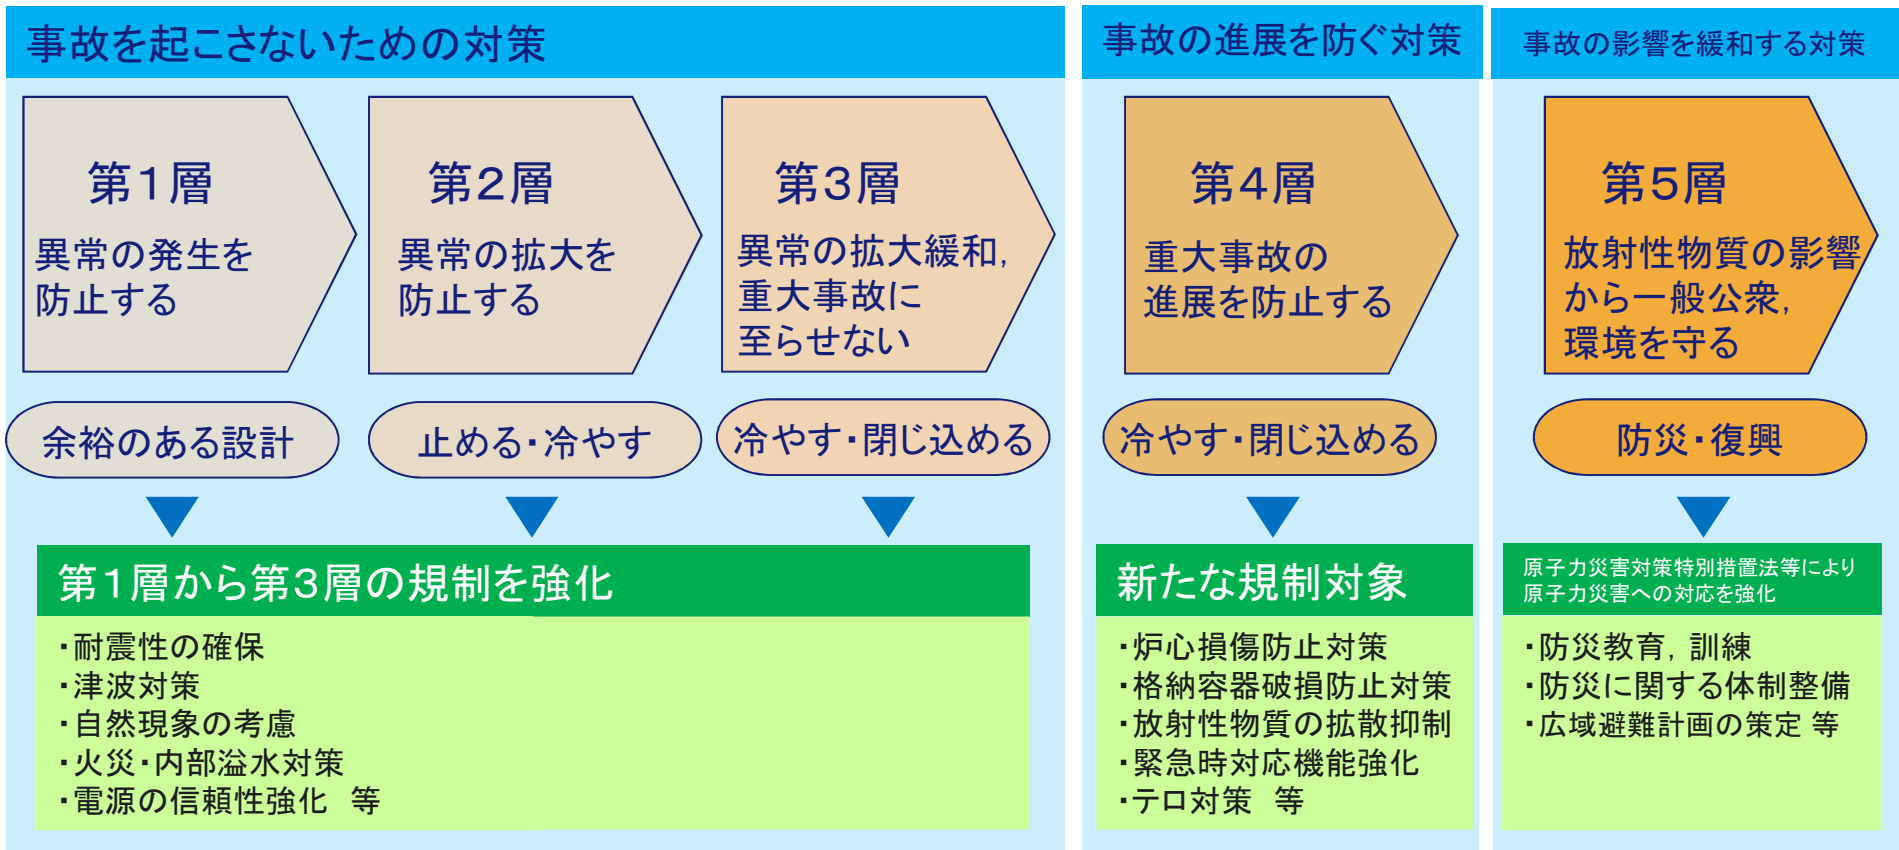 事故を起こさないための対策
第1層
異常の発生を
防止する
余裕のある設計
第2層
異常の拡大を
防止する
止める・冷やす
第3層
異常の拡大緩和,
重大事故に
至らせない
冷やす・閉じ込める
第1層から第3層の規制を強化
・耐震性の確保
・津波対策
・自然現象の考慮
・火災・内部溢水対策
・電源の信頼性強化 等
事故の進展を防ぐ対策
第4層
重大事故の
進展を防止する
冷やす・閉じ込める
新たな規制対象
・炉心損傷防止対策
・格納容器破損防止対策
・放射性物質の拡散抑制
・緊急時対応機能強化
・テロ対策 等
事故の影響を緩和する対策
第5層
放射性物質の影響
から一般公衆,
環境を守る
防災・復興
原子力災害対策特別措置法等により
原子力災害への対応を強化
・防災教育, 訓練
・防災に関する体制整備
・広域避難計画の策定 等